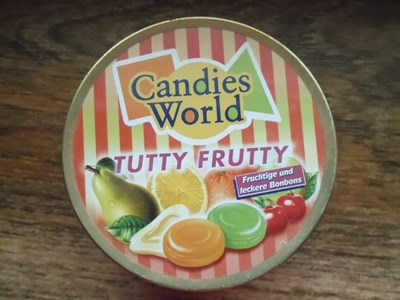 Candies
World
TUTTY FRUTTY
Fruchtige und
leckere Bonbons